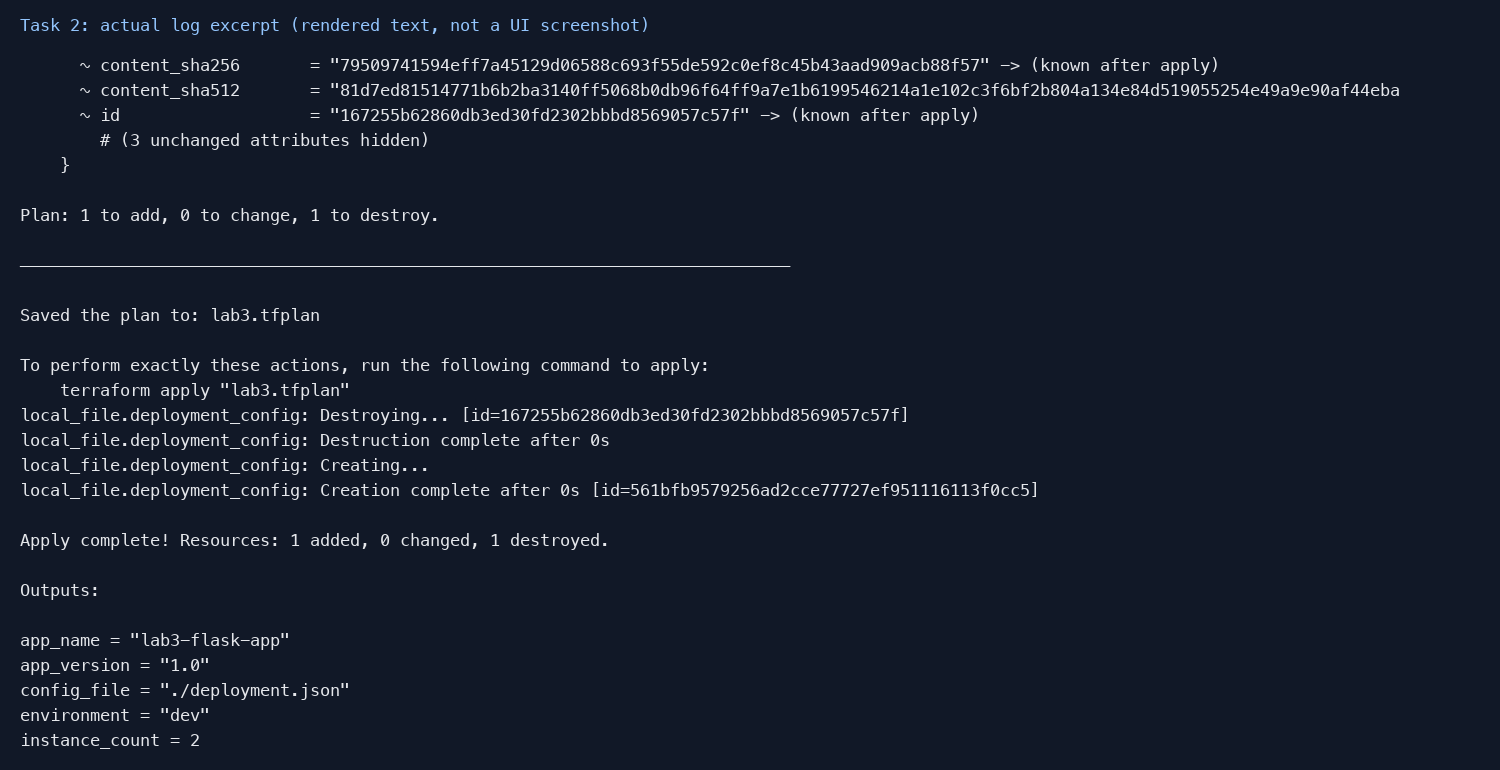 Task 2: actual log excerpt (rendered text, not a UI screenshot)
      ~ content_sha256       = "79509741594eff7a45129d06588c693f55de592c0ef8c45b43aad909acb88f57" -> (known after apply)
      ~ content_sha512       = "81d7ed81514771b6b2ba3140ff5068b0db96f64ff9a7e1b6199546214a1e102c3f6bf2b804a134e84d519055254e49a9e90af44eba
      ~ id                   = "167255b62860db3ed30fd2302bbbd8569057c57f" -> (known after apply)
        # (3 unchanged attributes hidden)
    }
Plan: 1 to add, 0 to change, 1 to destroy.
Saved the plan to: lab3.tfplan
To perform exactly these actions, run the following command to apply:
    terraform apply "lab3.tfplan"
local_file.deployment_config: Destroying... [id=167255b62860db3ed30fd2302bbbd8569057c57f]
local_file.deployment_config: Destruction complete after 0s
local_file.deployment_config: Creating...
local_file.deployment_config: Creation complete after 0s [id=561bfb9579256ad2cce77727ef951116113f0cc5]
Apply complete! Resources: 1 added, 0 changed, 1 destroyed.
Outputs:
app_name = "lab3-flask-app"
app_version = "1.0"
config_file = "./deployment.json"
environment = "dev"
instance_count = 2